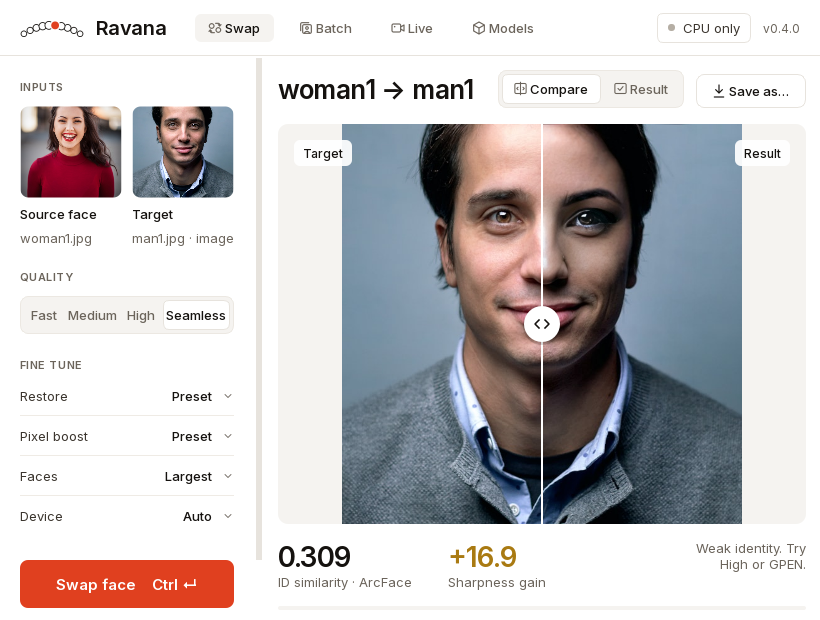 Ravana
Swap
Batch
Live
Models
CPU only
v0.4.0
INPUTS
Source face
woman1.jpg
Target
man1.jpg · image
QUALITY
Fast
Medium
High
Seamless
FINE TUNE
Restore
Preset
Pixel boost
Preset
Faces
Largest
Device
Auto
Swap face Ctrl ↵
woman1 → man1
Compare
Result
Save as...
Target
Result
0.309
ID similarity · ArcFace
+16.9
Sharpness gain
Weak identity. Try
High or GPEN.